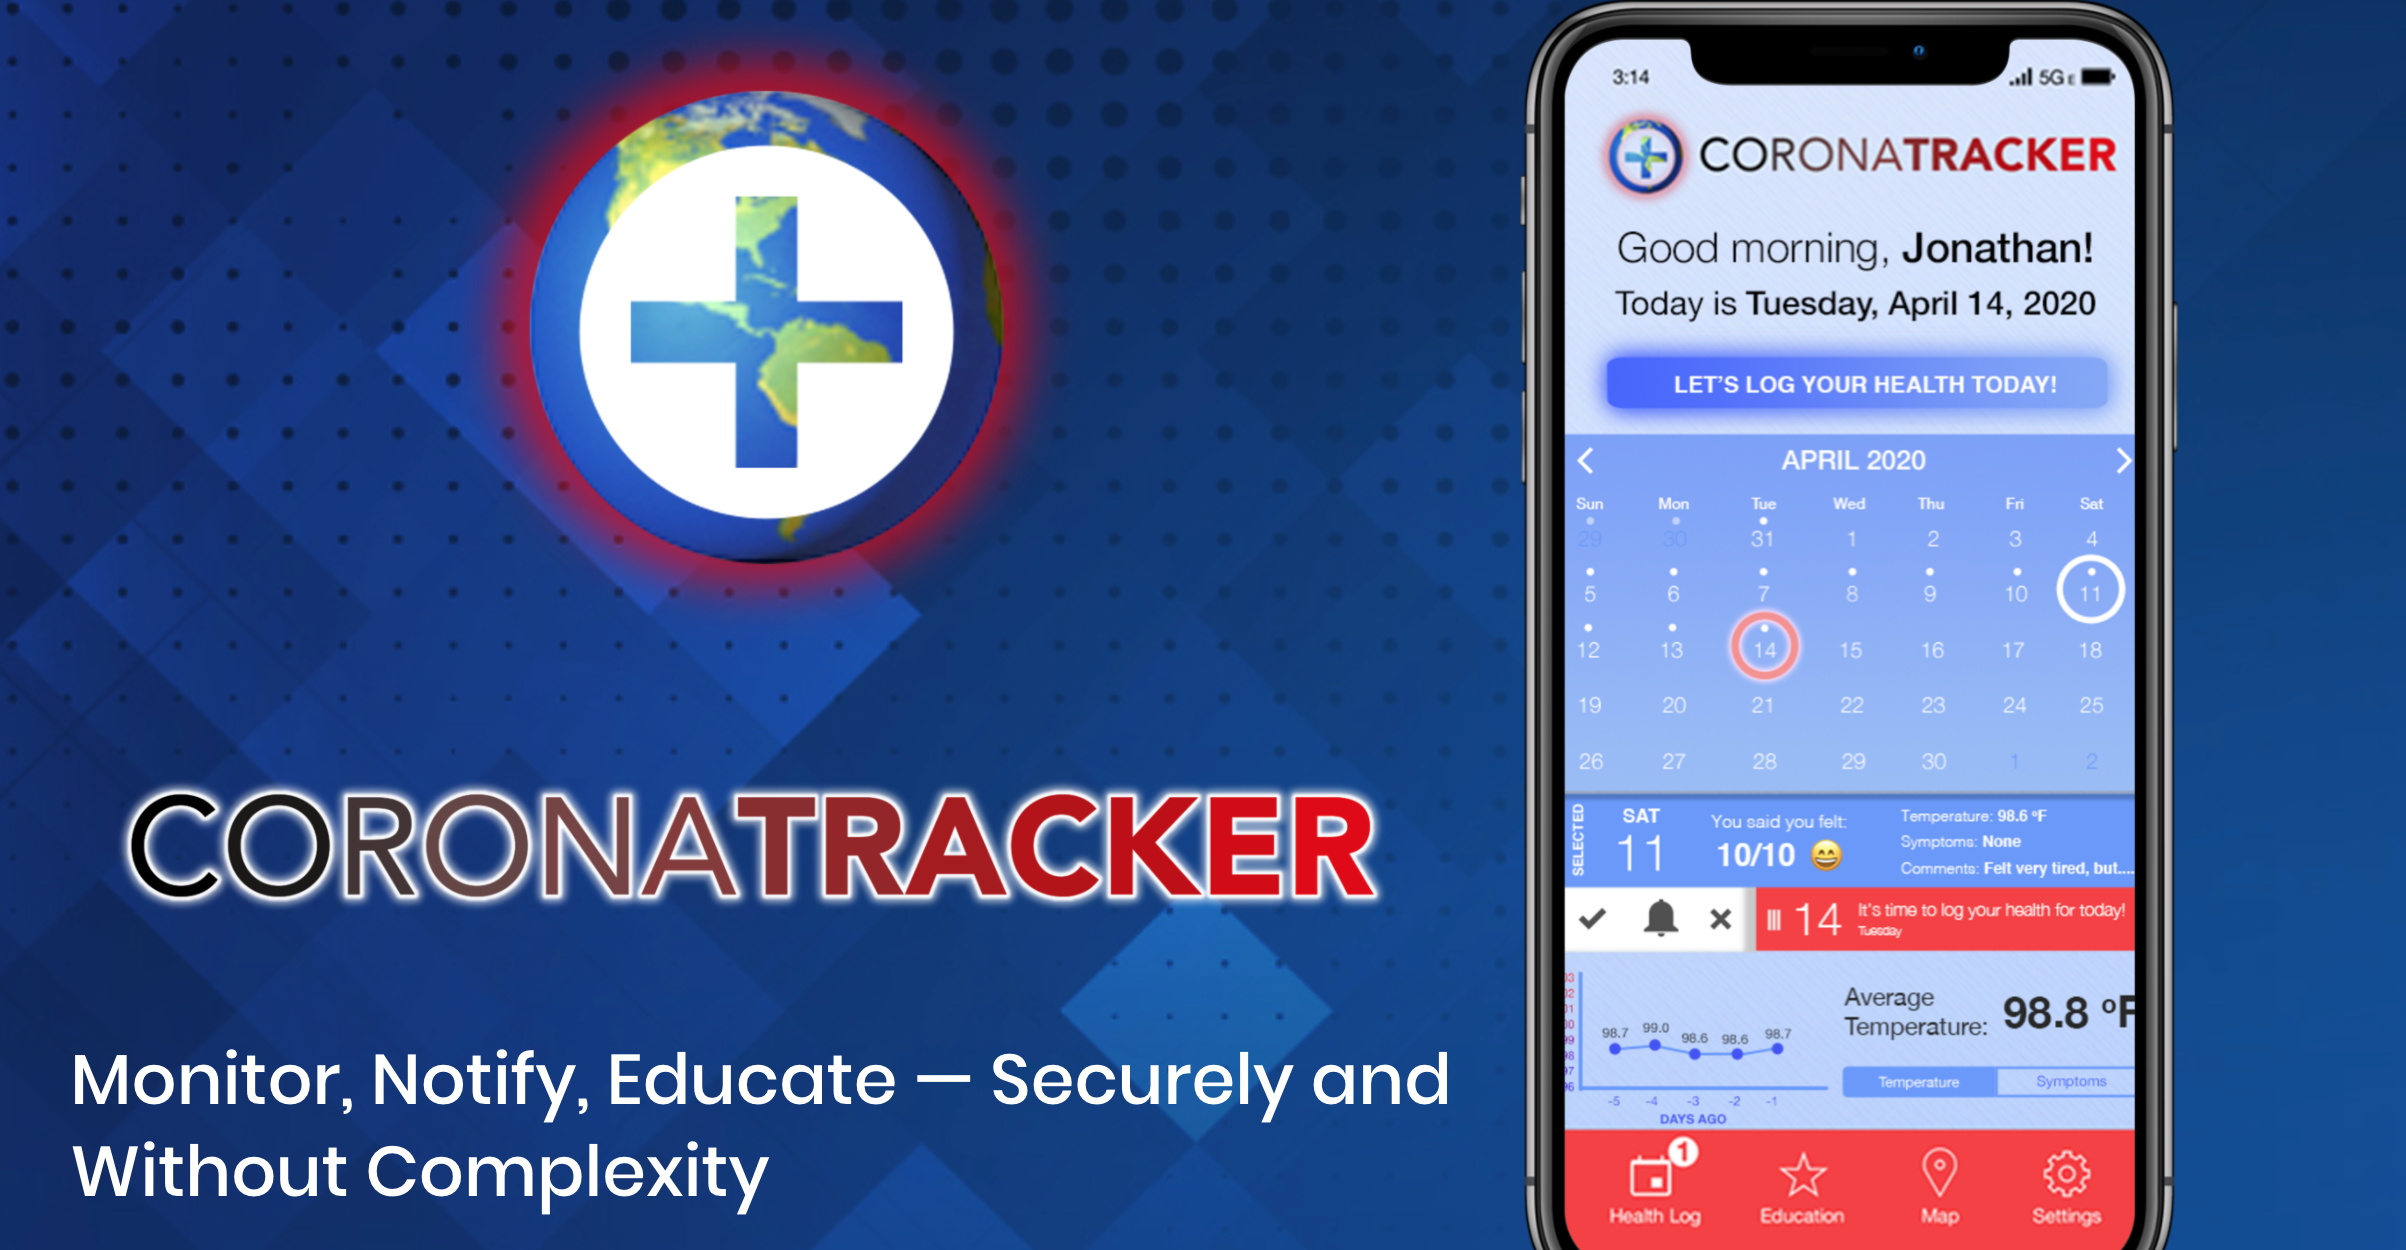 CORONATRACKER
Monitor, Notify, Educate — Securely and
Without Complexity
3:14
5G E
CORONATRACKER
Good morning, Jonathan!
Today is Tuesday, April 14, 2020
LET'S LOG YOUR HEALTH TODAY!
APRIL 2020
Sun Mon Tue Wed Thu Fri Sat
29 30 31 1 2 3 4
5 6 7 8 9 10 11
12 13 14 15 16 17 18
19 20 21 22 23 24 25
26 27 28 29 30 1 2
SELECTED
SAT
11
You said you felt:
10/10 😄
Temperature: 98.6 ºF
Symptoms: None
Comments: Felt very tired, but....
14
It's time to log your health for today!
Tuesday
98.7 99.0 98.6 98.6 98.7
-5 -4 -3 -2 -1
DAYS AGO
Average
Temperature:
98.8 ºF
Temperature
Symptoms
1
Health Log
Education
Map
Settings